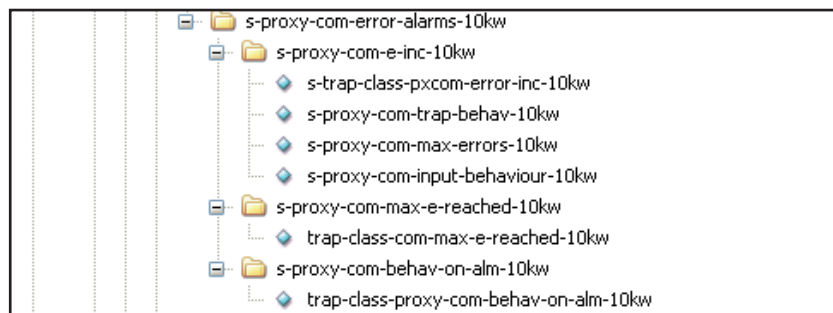 s-proxy-com-error-alarms-10kw
s-proxy-com-e-inc-10kw
s-trap-class-pxcom-error-inc-10kw
s-proxy-com-trap-behav-10kw
s-proxy-com-max-errors-10kw
s-proxy-com-input-behaviour-10kw
s-proxy-com-max-e-reached-10kw
trap-class-com-max-e-reached-10kw
s-proxy-com-behav-on-alm-10kw
trap-class-proxy-com-behav-on-alm-10kw